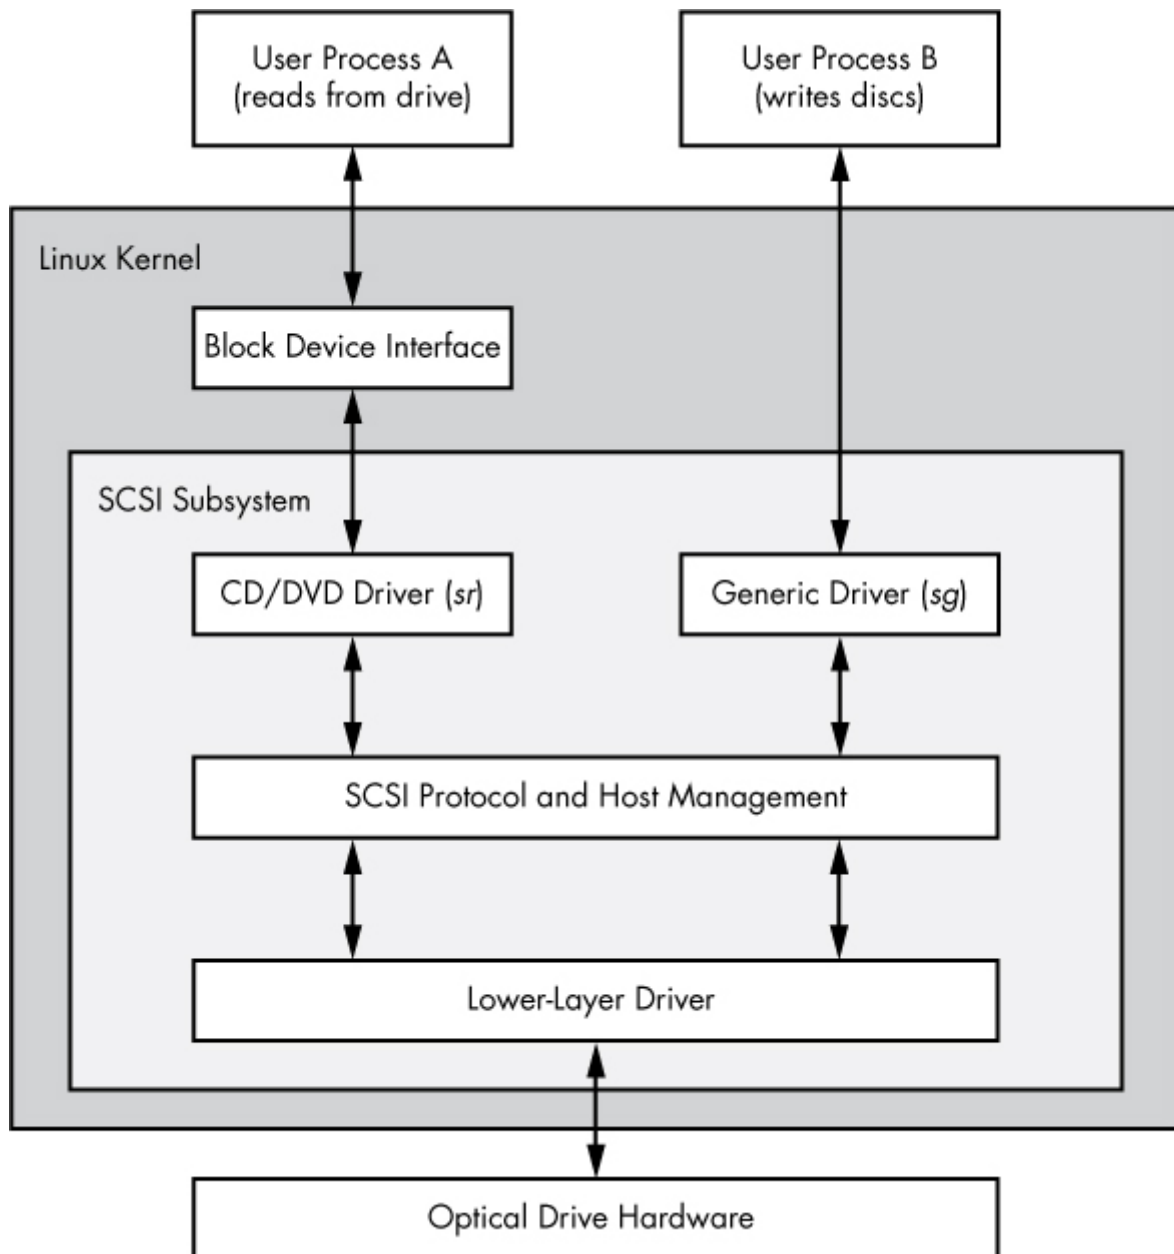 User Process A
(reads from drive)
User Process B
(writes discs)
Linux Kernel
Block Device Interface
SCSI Subsystem
CD/DVD Driver (sr)
Generic Driver (sg)
SCSI Protocol and Host Management
Lower-Layer Driver
Optical Drive Hardware